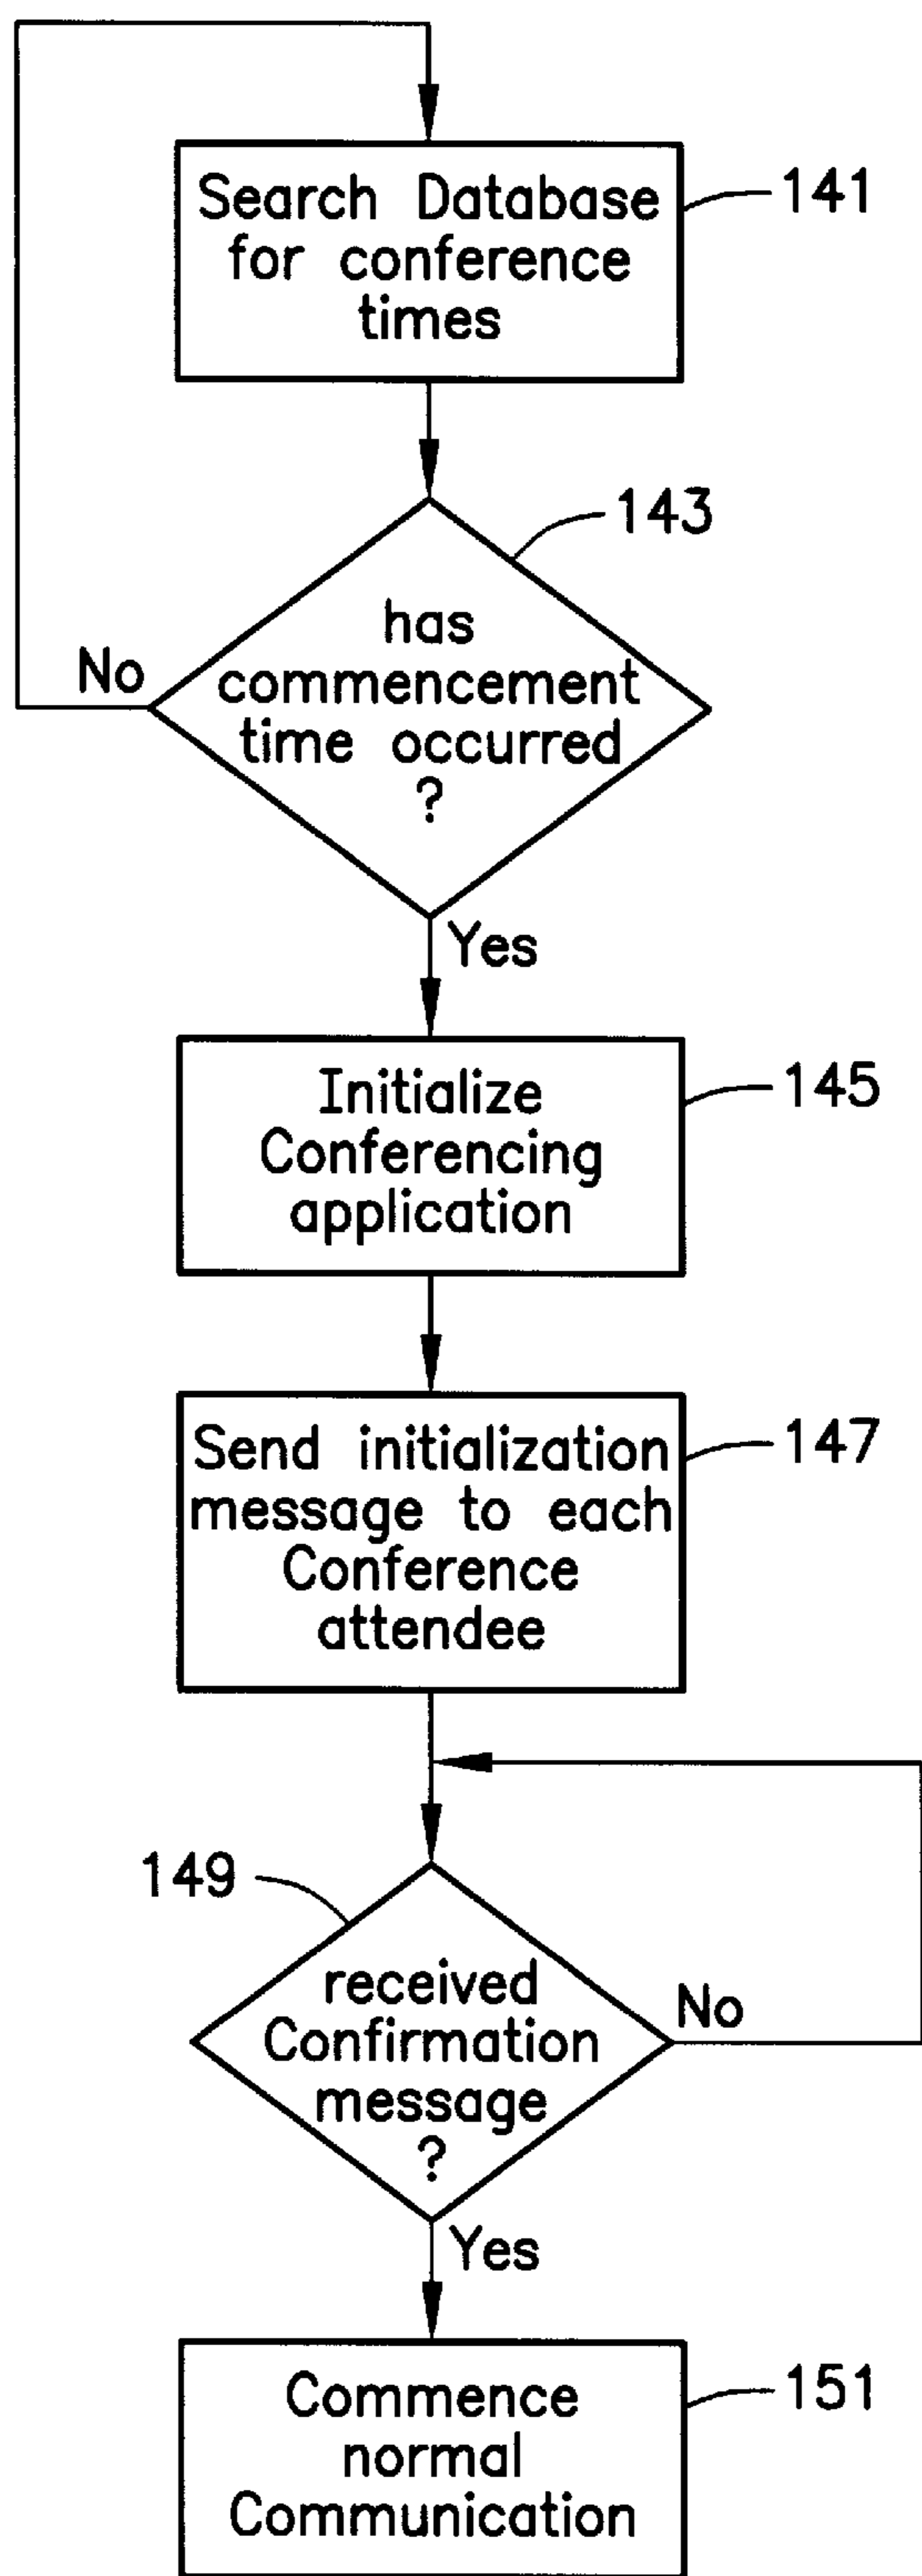 Search Database
for conference
times
141
143
has
commencement
time occurred
?
No
Yes
Initialize
Conferencing
application
145
Send initialization
message to each
Conference
attendee
147
149
received
Confirmation
message
?
No
Yes
Commence
normal
Communication
151